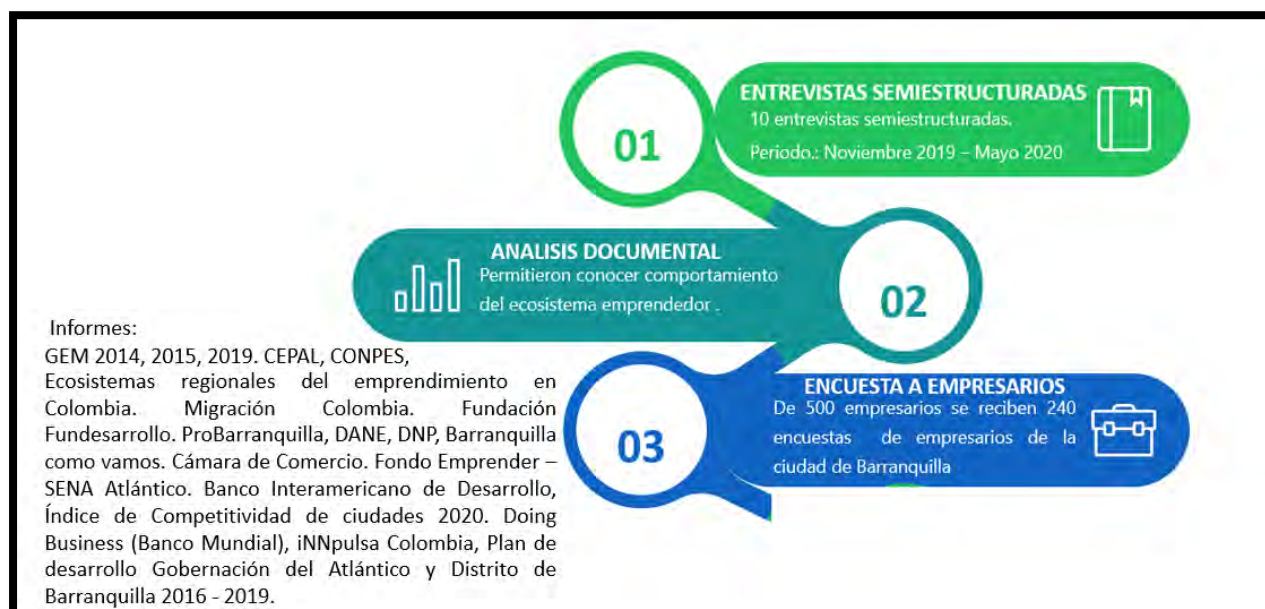 01
ENTREVISTAS SEMIESTRUCTURADAS
10 entrevistas semiestructuradas.
Periodo.: Noviembre 2019 – Mayo 2020
ANALISIS DOCUMENTAL
Permitieron conocer comportamiento
del ecosistema emprendedor .
02
Informes:
GEM 2014, 2015, 2019. CEPAL, CONPES,
Ecosistemas regionales del emprendimiento en
Colombia. Migración Colombia. Fundación
Fundesarrollo. ProBarranquilla, DANE, DNP, Barranquilla
como vamos. Cámara de Comercio. Fondo Emprender –
SENA Atlántico. Banco Interamericano de Desarrollo,
Índice de Competitividad de ciudades 2020. Doing
Business (Banco Mundial), iNNpulsa Colombia, Plan de
desarrollo Gobernación del Atlántico y Distrito de
Barranquilla 2016 - 2019.
03
ENCUESTA A EMPRESARIOS
De 500 empresarios se reciben 240
encuestas de empresarios de la
ciudad de Barranquilla